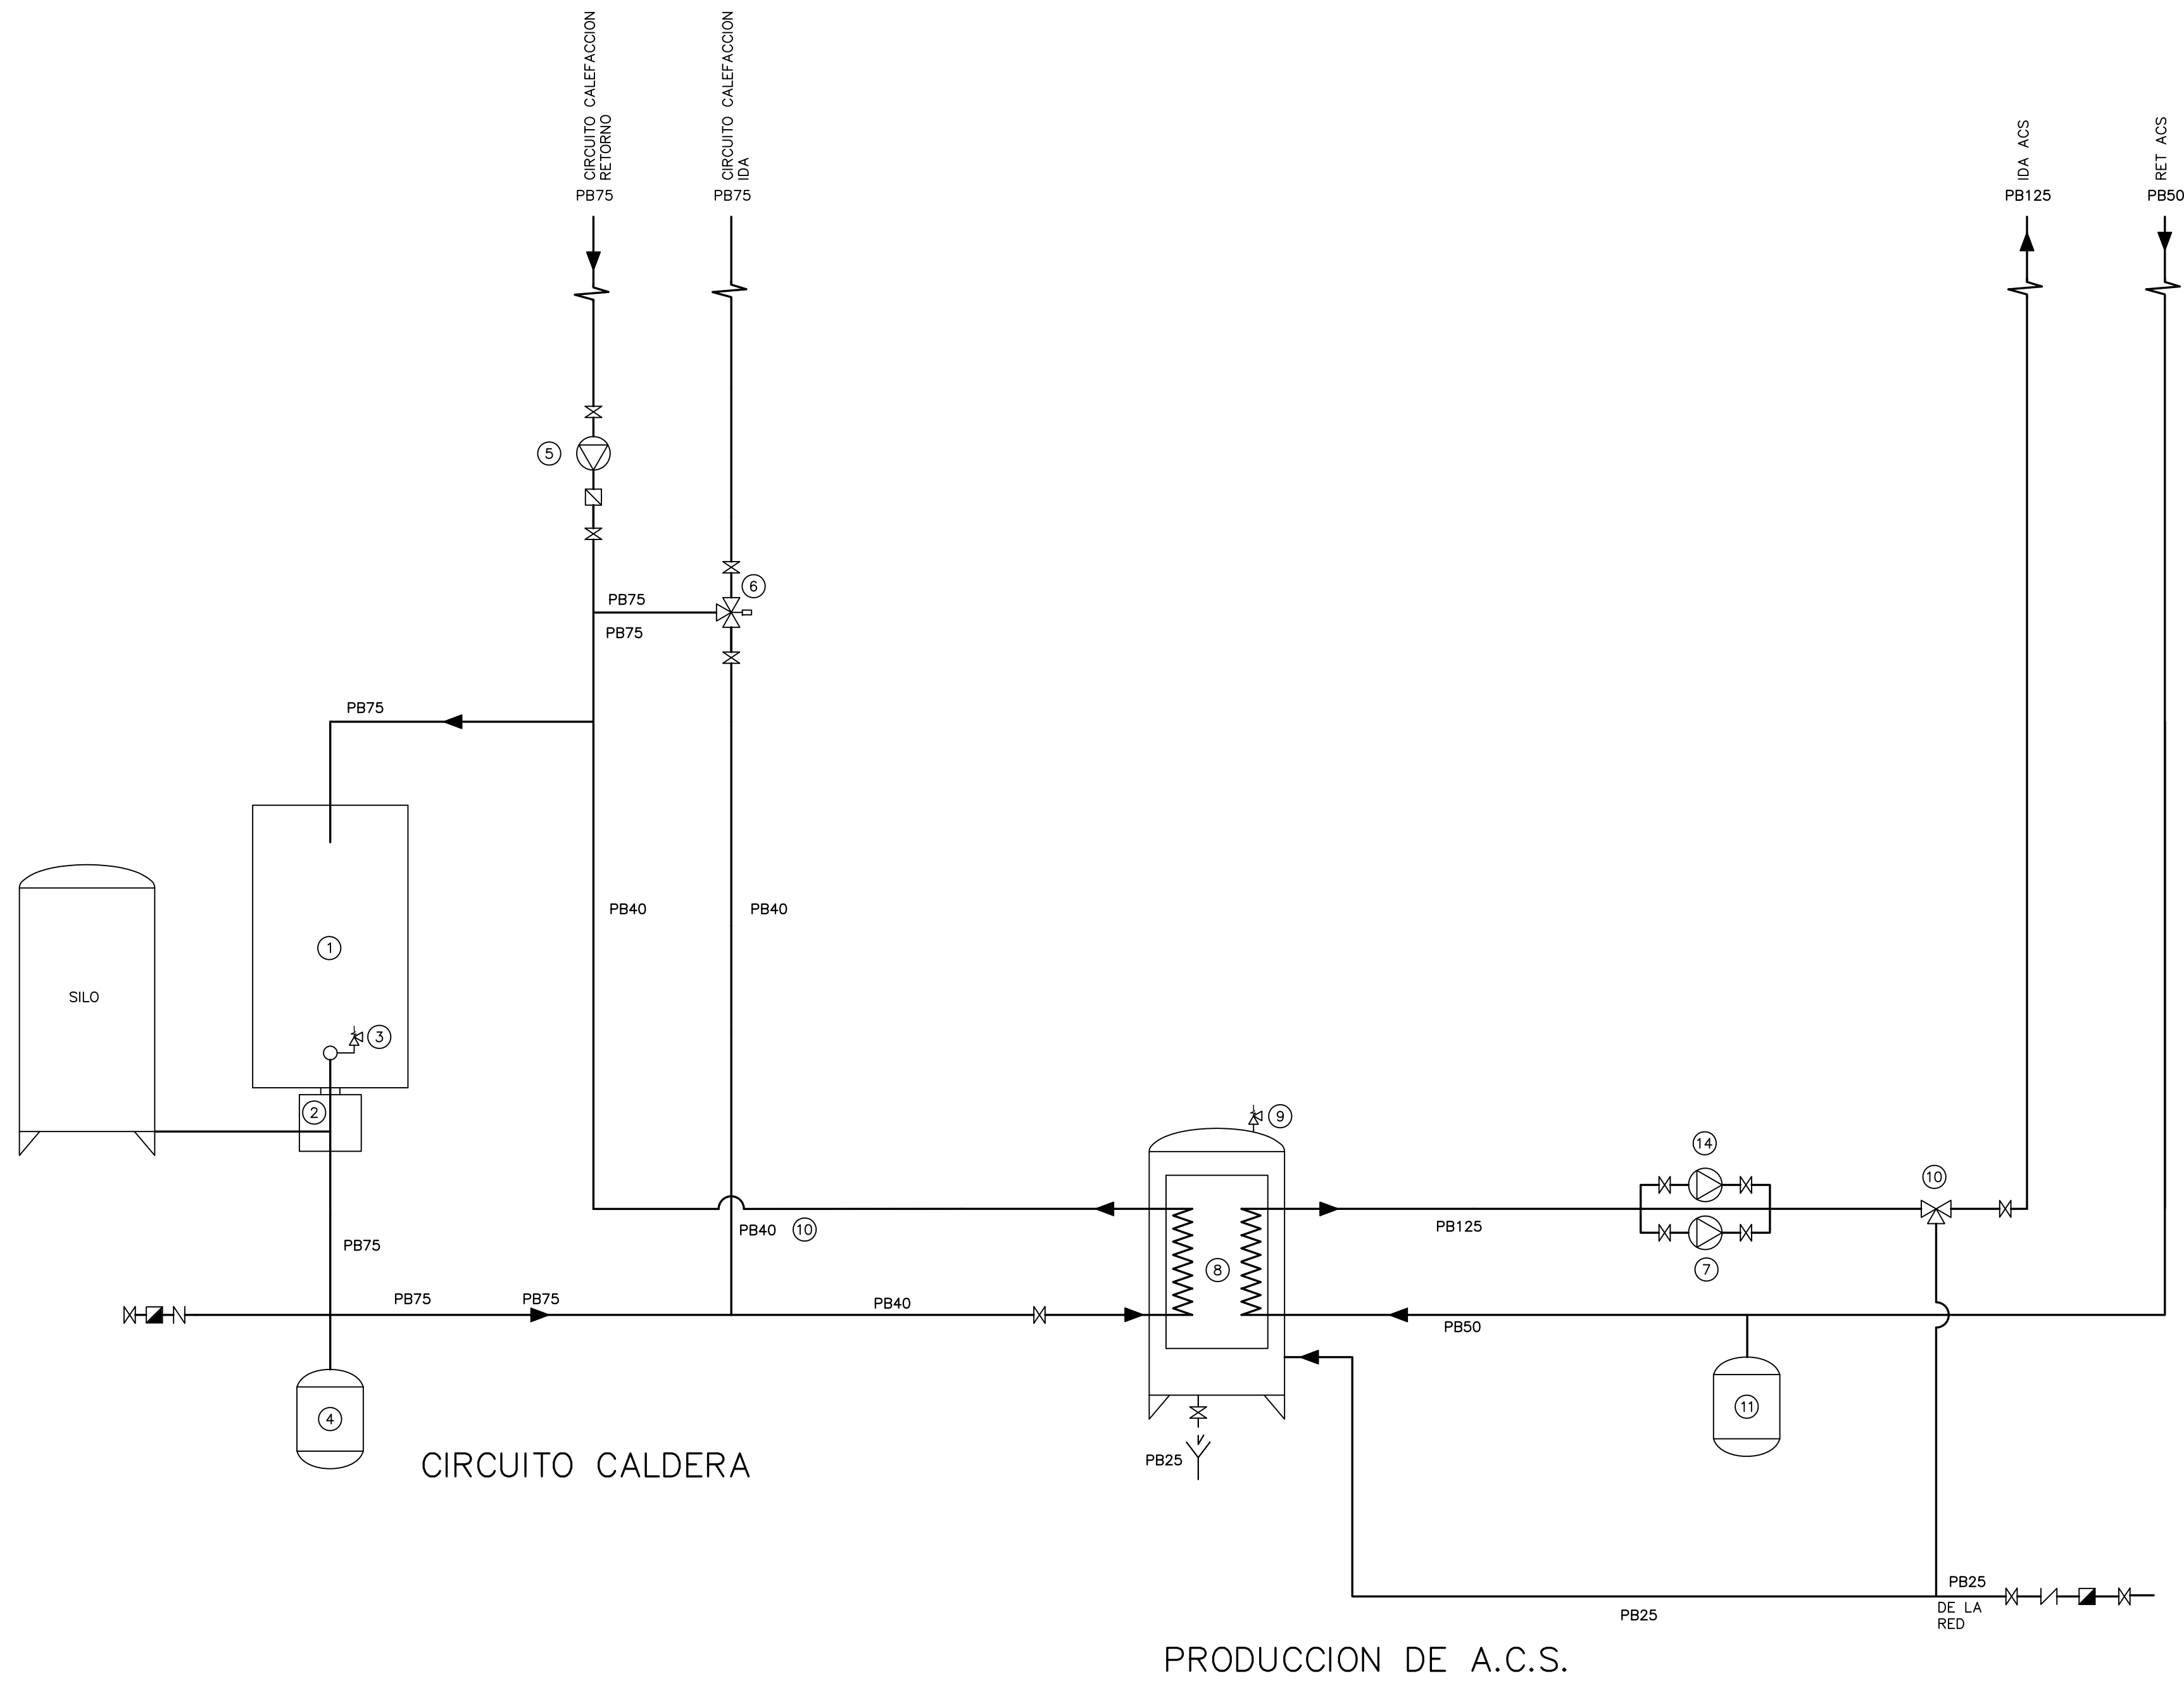 CIRCUITO CALEFACCION
RETORNO
PB75
CIRCUITO CALEFACCION
IDA
PB75
IDA ACS
PB125
RET ACS
PB50
5
6
PB75
PB75
PB75
PB40
PB40
1
SILO
3
2
9
14
10
PB40
10
PB125
PB75
8
7
PB75
PB75
PB40
PB50
4
11
CIRCUITO CALDERA
PB25
PB25
DE LA
RED
PB25
PRODUCCION DE A.C.S.